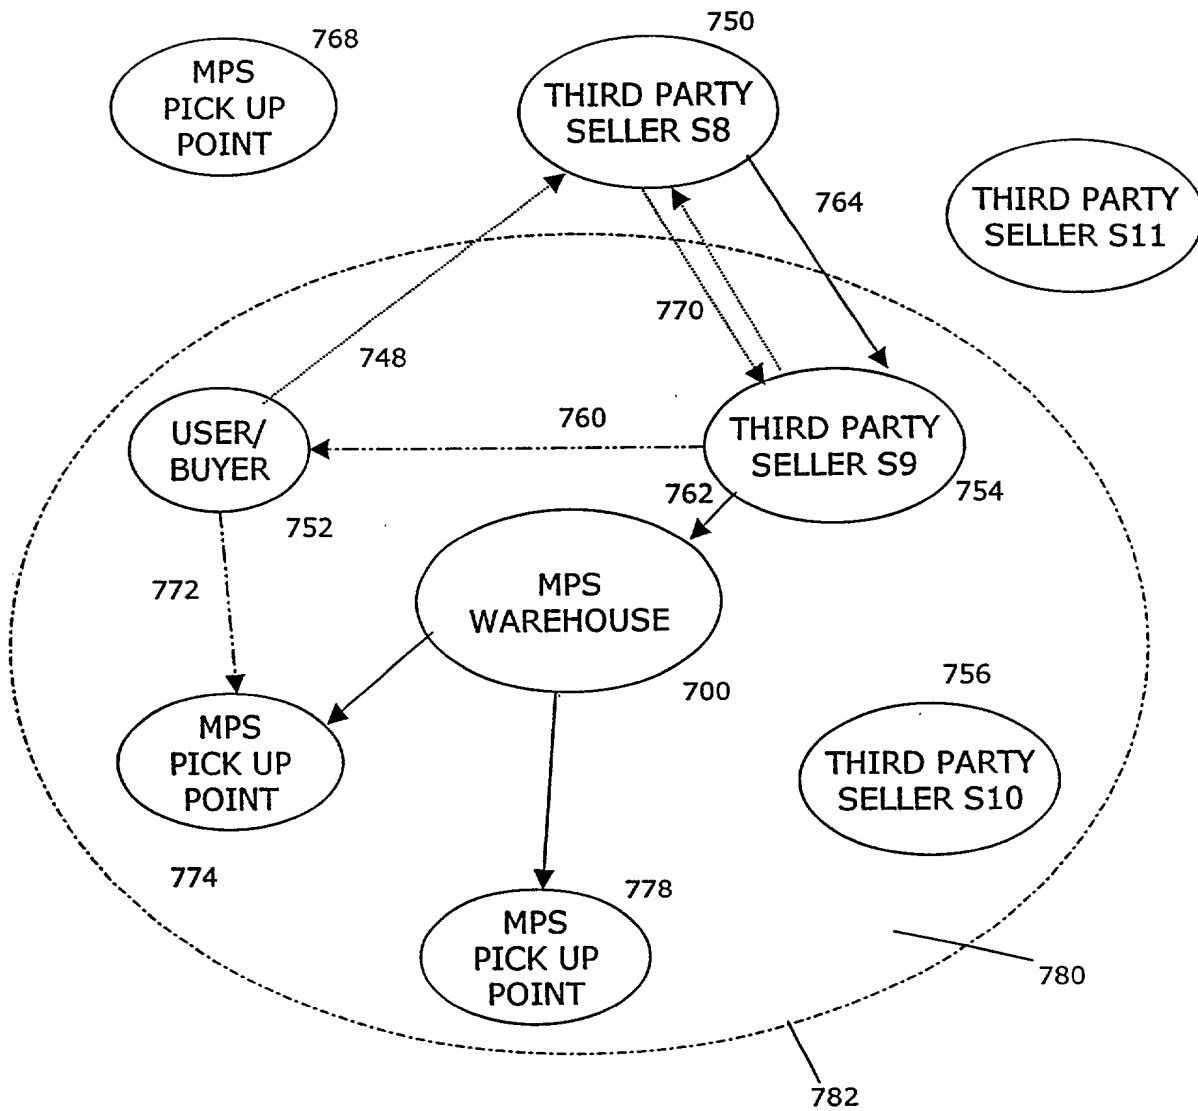 750
768
MPS
PICK UP
POINT
THIRD PARTY
SELLER S8
764
THIRD PARTY
SELLER S11
770
748
760
USER/
BUYER
THIRD PARTY
SELLER S9
762
754
752
772
MPS
WAREHOUSE
700
756
MPS
PICK UP
POINT
THIRD PARTY
SELLER S10
774
778
MPS
PICK UP
POINT
780
782